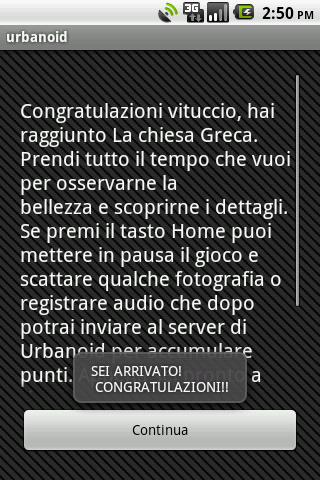 3G
2:50 PM
urbanoid
Congratulazioni vituccio, hai
raggiunto La chiesa Greca.
Prendi tutto il tempo che vuoi
per osservarne la
bellezza e scoprirne i dettagli.
Se premi il tasto Home puoi
mettere in pausa il gioco e
scattare qualche fotografia o
registrare audio che dopo
potrai inviare al server di
Urbanoid per accumulare
punti. pronto a
SEI ARRIVATO!
CONGRATULAZIONI!!
Continua